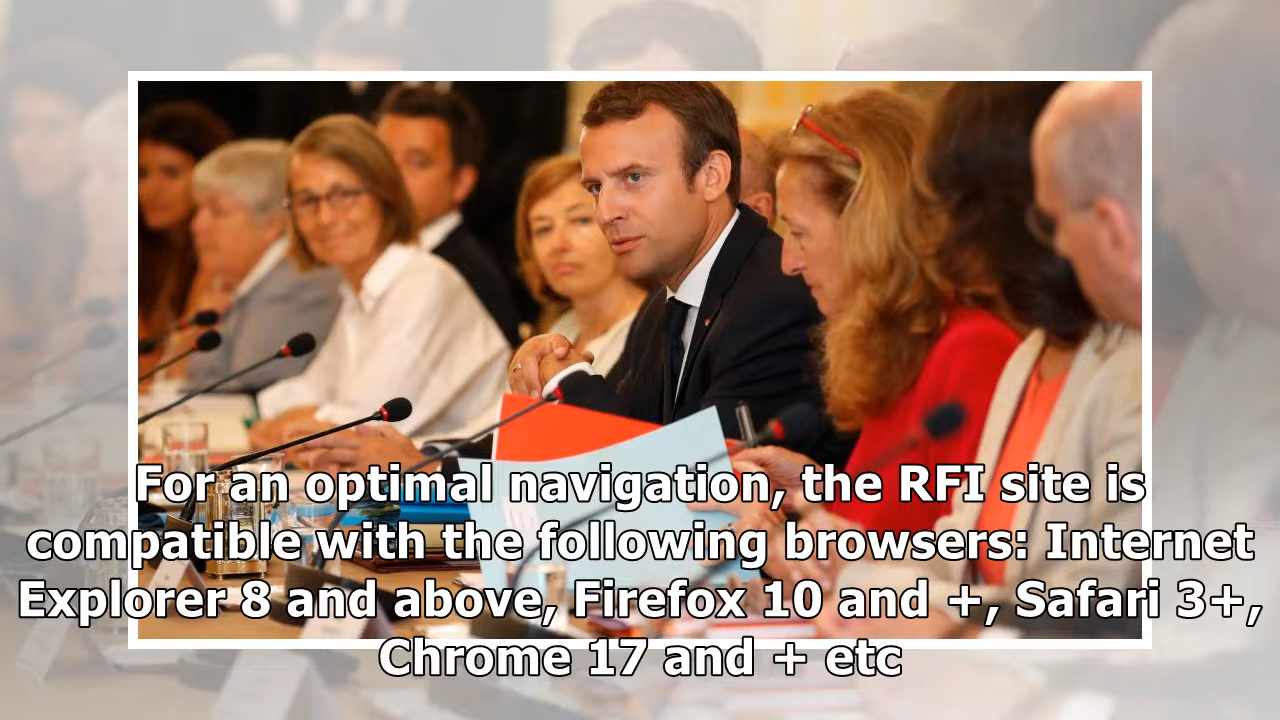 For an optimal navigation, the RFI site is
compatible with the following browsers: Internet
Explorer 8 and above, Firefox 10 and +, Safari 3+,
Chrome 17 and + etc